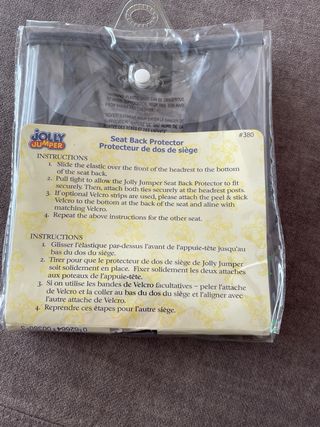 JOLLY
JUMPER
#380
Seat Back Protector
Protecteur de dos de siège
INSTRUCTIONS
1. Slide the elastic over the front of the headrest to the bottom
of the seat back.
2. Pull tight to allow the Jolly Jumper Seat Back Protector to fit
securely. Then, attach both ties securely at the headrest posts.
3. If optional Velcro strips are used, please attach the peel & stick
Velcro to the bottom at the back of the seat and aline with
matching Velcro.
4. Repeat the above instructions for the other seat.
INSTRUCTIONS
1. Glisser l'élastique par-dessus l'avant de l'appuie-tête jusqu'au
bas du dos du siège.
2. Tirer pour que le protecteur de dos de siège de Jolly Jumper
soit solidement en place. Fixer solidement les deux attaches
aux poteaux de l'appuie-tête.
3. Si on utilise les bandes de Velcro facultatives – peler l'attache
de Velcro et la coller au bas du dos du siège et l'aligner avec
l'autre attache de Velcro.
4. Reprendre ces étapes pour l'autre siège.